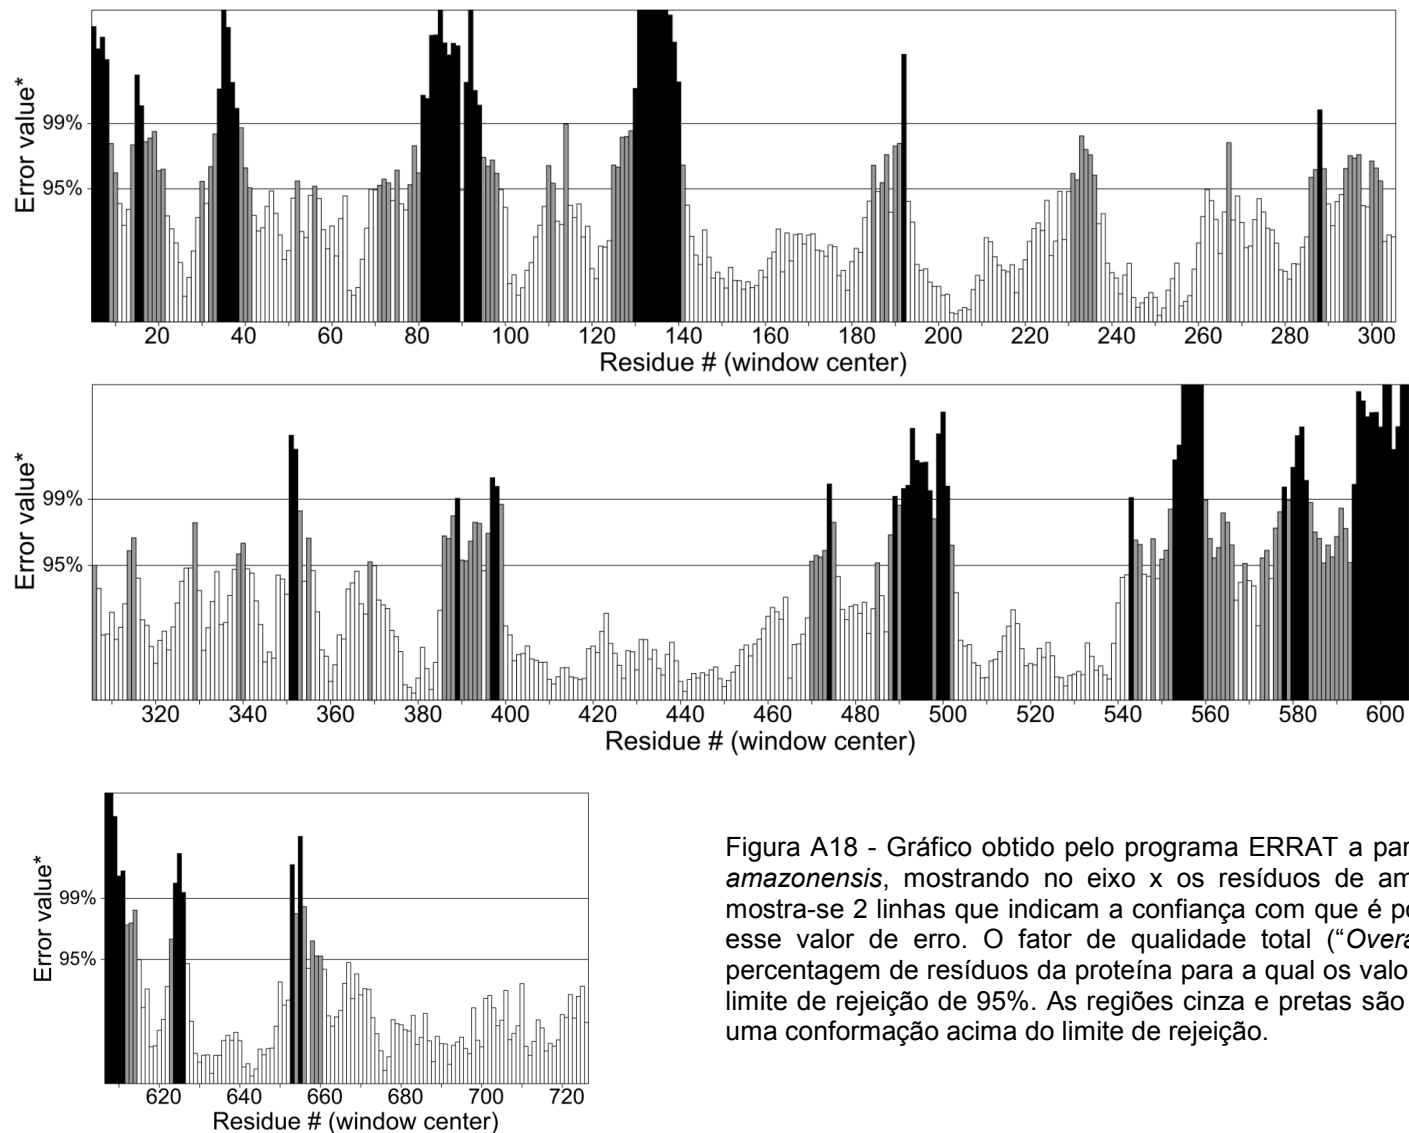 Error value*
99%
95%
20 40 60 80 100 120 140 160 180 200 220 240 260 280 300
Residue # (window center)
Error value*
99%
95%
320 340 360 380 400 420 440 460 480 500 520 540 560 580 600
Residue # (window center)
Error value*
99%
95%
620 640 660 680 700 720
Residue # (window center)
Figura A18 - Gráfico obtido pelo programa ERRAT a par
amazonensis, mostrando no eixo x os resíduos de am
mostra-se 2 linhas que indicam a confiança com que é po
esse valor de erro. O fator de qualidade total (“Overa
percentagem de resíduos da proteína para a qual os valo
limite de rejeição de 95%. As regiões cinza e pretas são
uma conformação acima do limite de rejeição.